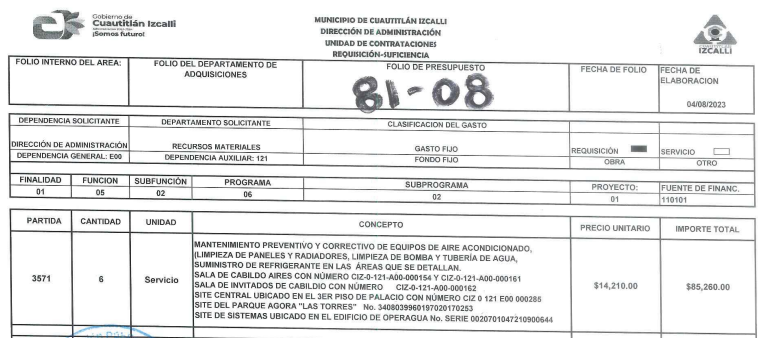 Gobierno de
Cuautitlán Izcalli
¡Somos futuro!
MUNICIPIO DE CUAUTITLÁN IZCALLI
DIRECCIÓN DE ADMINISTRACIÓN
UNIDAD DE CONTRATACIONES
REQUISICIÓN-SUFICIENCIA
IZCALLI
FOLIO INTERNO DEL AREA:
FOLIO DEL DEPARTAMENTO DE ADQUISICIONES
FOLIO DE PRESUPUESTO
81-08
FECHA DE FOLIO
FECHA DE ELABORACION
04/08/2023
DEPENDENCIA SOLICITANTE
DEPARTAMENTO SOLICITANTE
CLASIFICACION DEL GASTO
DIRECCIÓN DE ADMINISTRACIÓN
RECURSOS MATERIALES
GASTO FIJO
REQUISICIÓN
SERVICIO
DEPENDENCIA GENERAL: E00
DEPENDENCIA AUXILIAR: 121
FONDO FIJO
OBRA
OTRO
FINALIDAD FUNCION SUBFUNCIÓN PROGRAMA SUBPROGRAMA PROYECTO: FUENTE DE FINANC.
01 05 02 06 02 01 110101
PARTIDA CANTIDAD UNIDAD CONCEPTO PRECIO UNITARIO IMPORTE TOTAL
3571 6 Servicio
MANTENIMIENTO PREVENTIVO Y CORRECTIVO DE EQUIPOS DE AIRE ACONDICIONADO,
(LIMPIEZA DE PANELES Y RADIADORES, LIMPIEZA DE BOMBA Y TUBERÍA DE AGUA,
SUMINISTRO DE REFRIGERANTE EN LAS ÁREAS QUE SE DETALLAN.
SALA DE CABILDO AIRES CON NÚMERO CIZ-0-121-A00-000154 Y CIZ-0-121-A00-000161
SALA DE INVITADOS DE CABILDIO CON NÚMERO CIZ-0-121-A00-000162
SITE CENTRAL UBICADO EN EL 3ER PISO DE PALACIO CON NÚMERO CIZ 0 121 E00 000285
SITE DEL PARQUE AGORA "LAS TORRES" No. 3408039960197020170253
SITE DE SISTEMAS UBICADO EN EL EDIFICIO DE OPERAGUA No. SERIE 0020701047210900644
$14,210.00 $85,260.00